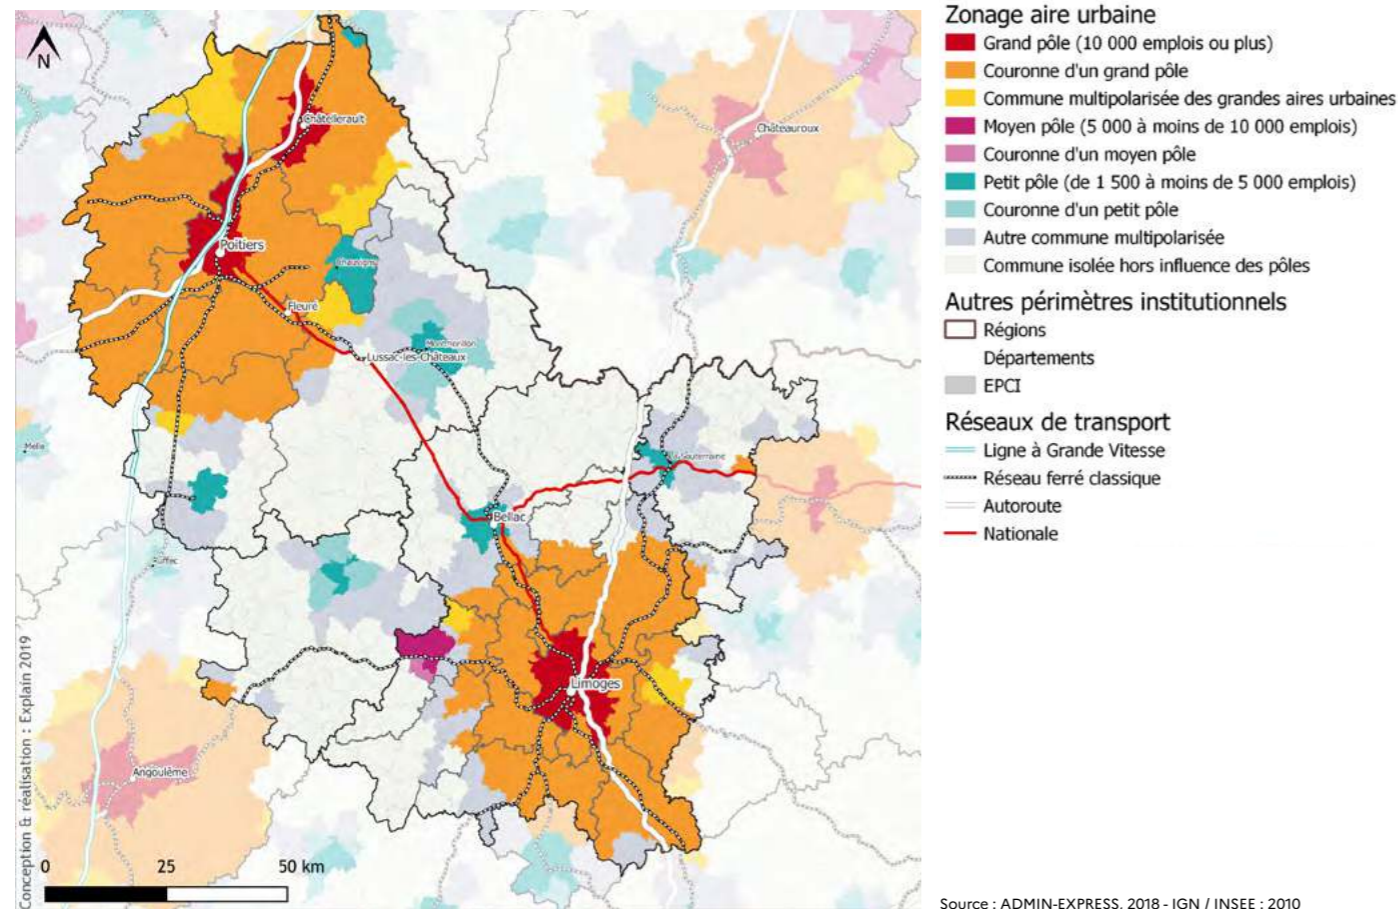 N
Châtellerault
Châteauroux
Poitiers
Chauvigny
Fleuré
Montmorillon
Lussac-les-Châteaux
Melle
La Souterraine
Bellac
Ruffec
Limoges
Angoulême
0 25 50 km
Conception & réalisation : Explain 2019
Zonage aire urbaine
Grand pôle (10 000 emplois ou plus)
Couronne d'un grand pôle
Commune multipolarisée des grandes aires urbaines
Moyen pôle (5 000 à moins de 10 000 emplois)
Couronne d'un moyen pôle
Petit pôle (de 1 500 à moins de 5 000 emplois)
Couronne d'un petit pôle
Autre commune multipolarisée
Commune isolée hors influence des pôles
Autres périmètres institutionnels
Régions
Départements
EPCI
Réseaux de transport
Ligne à Grande Vitesse
Réseau ferré classique
Autoroute
Nationale
Source : ADMIN-EXPRESS, 2018 - IGN / INSEE : 2010